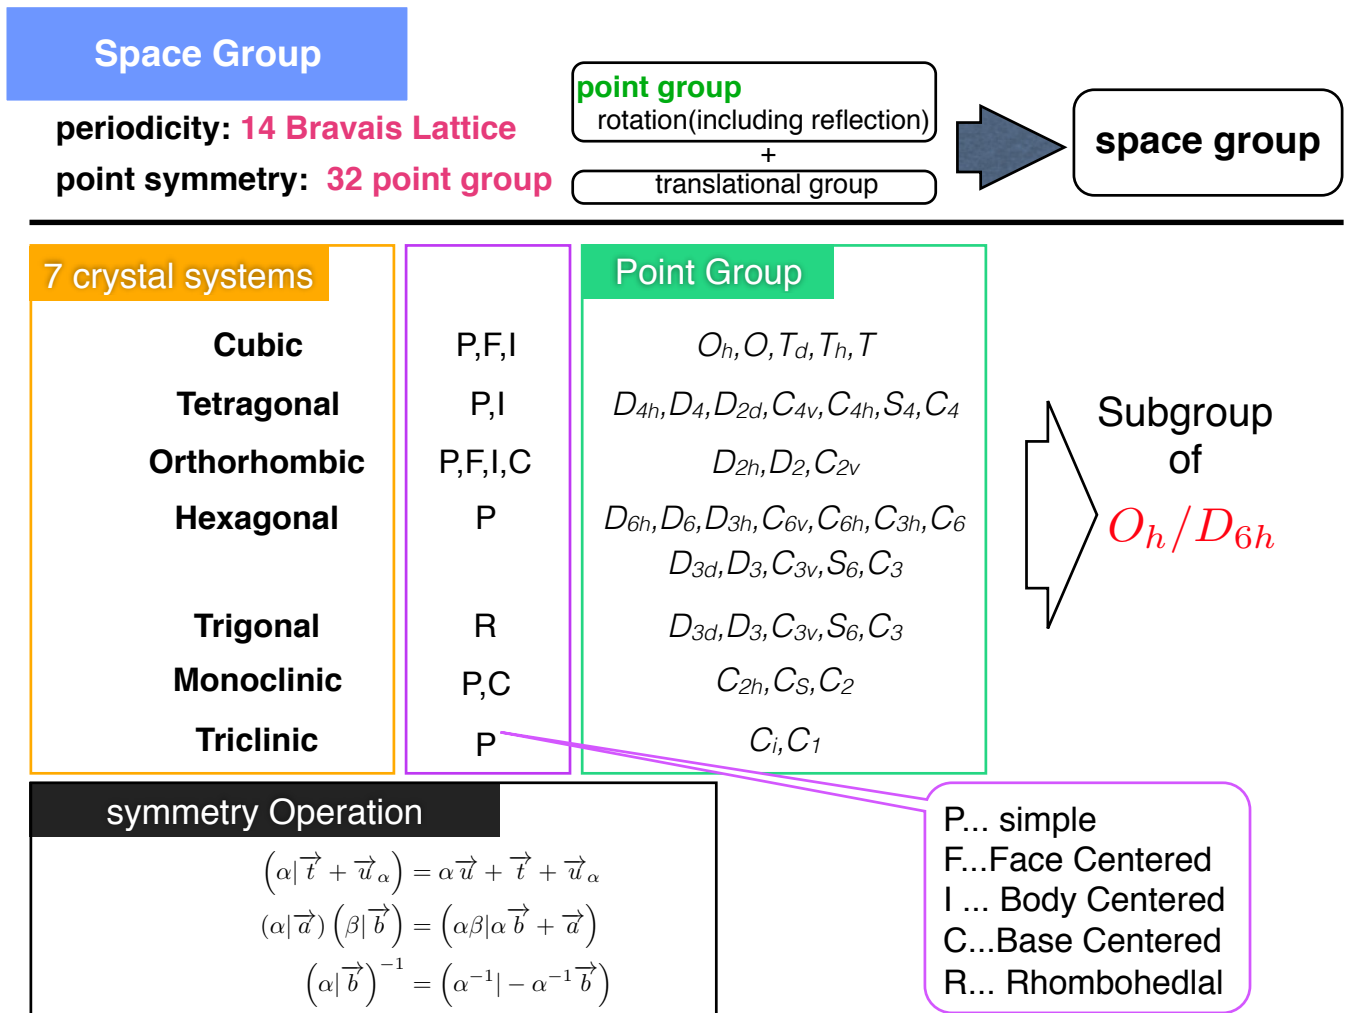 Space Group
periodicity: 14 Bravais Lattice
point symmetry: 32 point group
point group
rotation(including reflection)
+
translational group
space group
7 crystal systems
Point Group
Cubic P,F,I Oh,O,Td,Th,T
Tetragonal P,I D4h,D4,D2d,C4v,C4h,S4,C4
Orthorhombic P,F,I,C D2h,D2,C2v
Hexagonal P D6h,D6,D3h,C6v,C6h,C3h,C6
D3d,D3,C3v,S6,C3
Trigonal R D3d,D3,C3v,S6,C3
Monoclinic P,C C2h,CS,C2
Triclinic P Ci,C1
Subgroup
of
Oh/D6h
symmetry Operation
(α|t⃗ + u⃗α) = αu⃗ + t⃗ + u⃗α
(α|a⃗)(β|b⃗) = (αβ|αb⃗ + a⃗)
(α|b⃗)⁻¹ = (α⁻¹| − α⁻¹b⃗)
P... simple
F...Face Centered
I ... Body Centered
C...Base Centered
R... Rhombohedlal